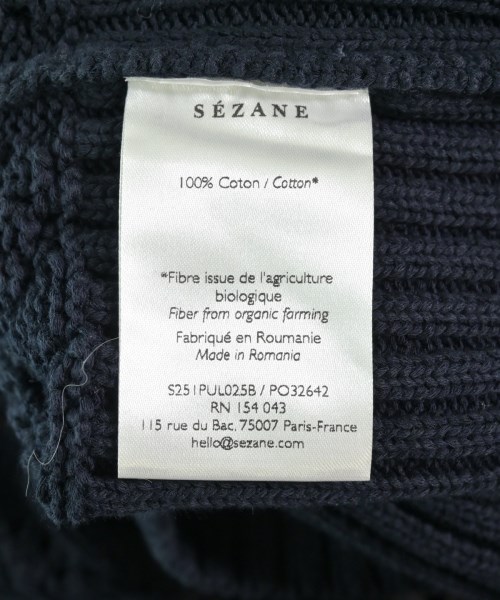 SÉZANE
100% Coton / Cotton*
*Fibre issue de l'agriculture
biologique
Fiber from organic farming
Fabriqué en Roumanie
Made in Romania
S251PUL025B / PO32642
RN 154 043
115 rue du Bac, 75007 Paris-France
hello@sezane.com